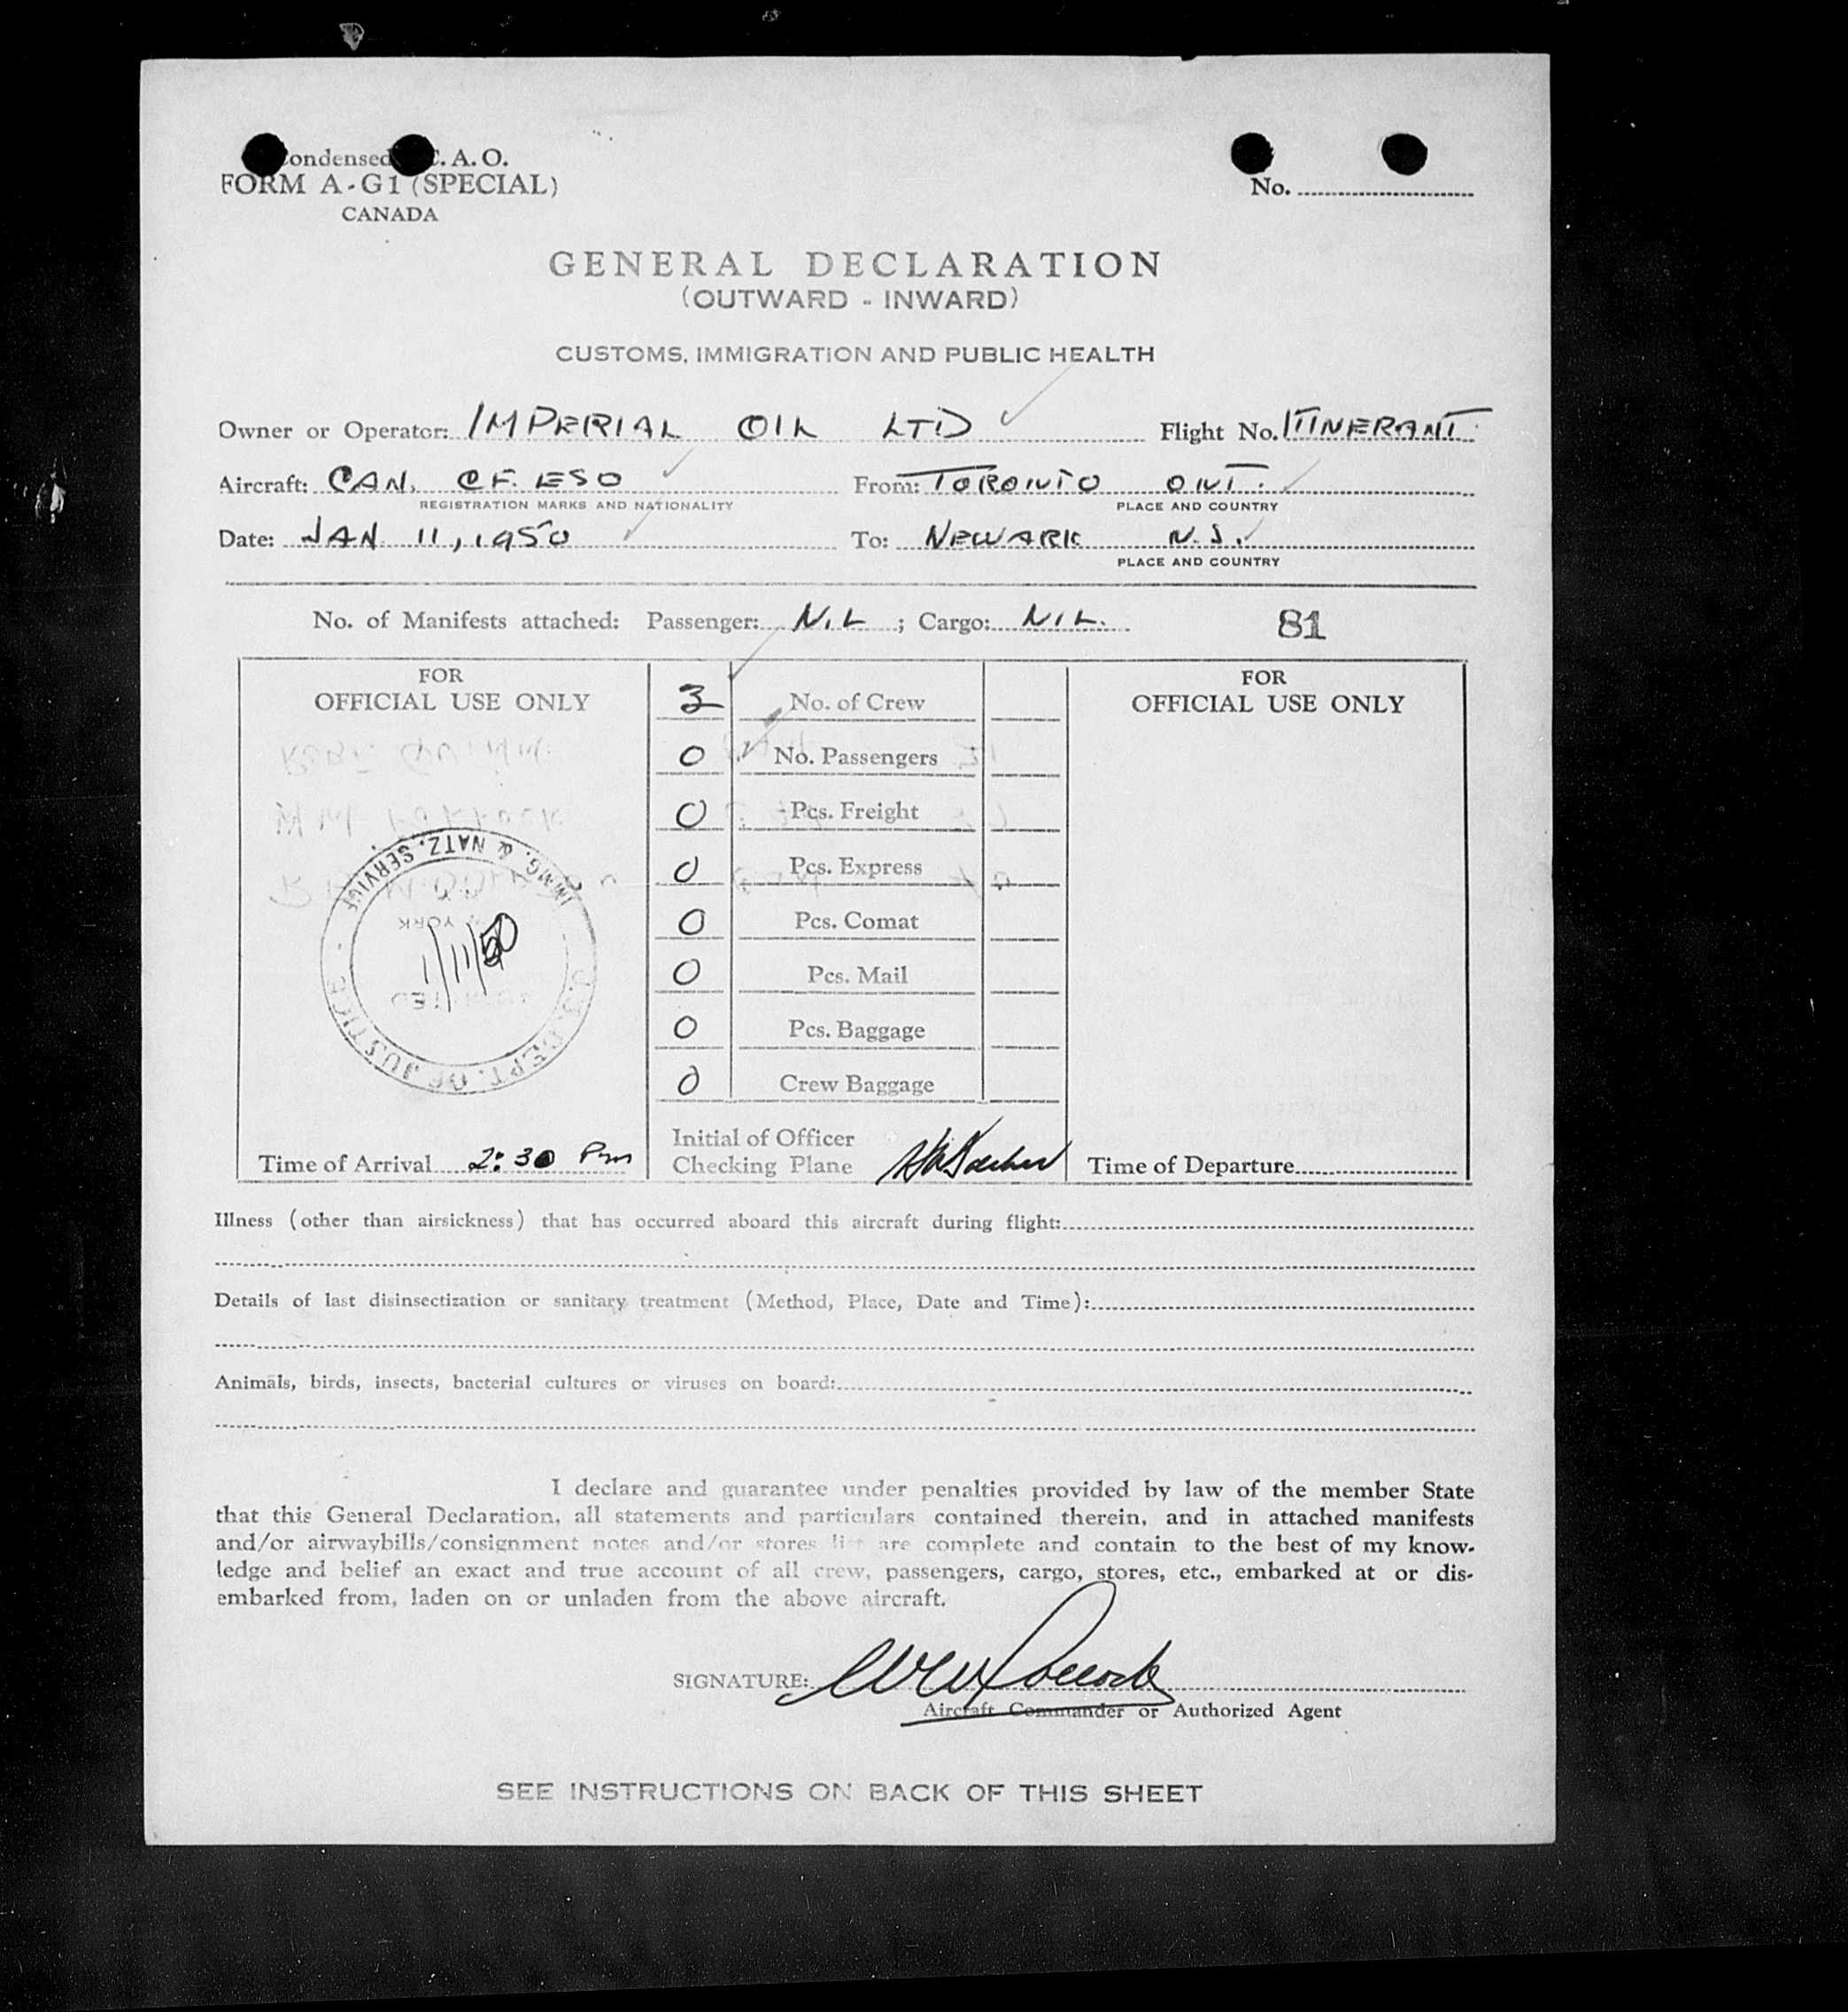 Condensed I.C.A.O.
FORM A-G1 (SPECIAL)
CANADA
No.
GENERAL DECLARATION
(OUTWARD - INWARD)
CUSTOMS, IMMIGRATION AND PUBLIC HEALTH
Owner or Operator: IMPERIAL OIL LTD Flight No. ITINERANT
Aircraft: CAN. CF. ESO From: TORONTO ONT.
REGISTRATION MARKS AND NATIONALITY PLACE AND COUNTRY
Date: JAN 11, 1950 To: NEWARK N.J.
PLACE AND COUNTRY
No. of Manifests attached: Passenger: NIL ; Cargo: NIL. 81
FOR
OFFICIAL USE ONLY
IMMG. & NATZ. SERVICE
YORK
1/11/50
U.S. DEPT. OF JUSTICE
Time of Arrival 2:30 Pm
3 No. of Crew
0 No. Passengers
0 Pcs. Freight
0 Pcs. Express
0 Pcs. Comat
0 Pcs. Mail
0 Pcs. Baggage
0 Crew Baggage
Initial of Officer
Checking Plane
FOR
OFFICIAL USE ONLY
Time of Departure
Illness (other than airsickness) that has occurred aboard this aircraft during flight:
Details of last disinsectization or sanitary treatment (Method, Place, Date and Time):
Animals, birds, insects, bacterial cultures or viruses on board:
I declare and guarantee under penalties provided by law of the member State
that this General Declaration, all statements and particulars contained therein, and in attached manifests
and/or airwaybills/consignment notes and/or stores list are complete and contain to the best of my know-
ledge and belief an exact and true account of all crew, passengers, cargo, stores, etc., embarked at or dis-
embarked from, laden on or unladen from the above aircraft.
SIGNATURE:
Aircraft Commander or Authorized Agent
SEE INSTRUCTIONS ON BACK OF THIS SHEET